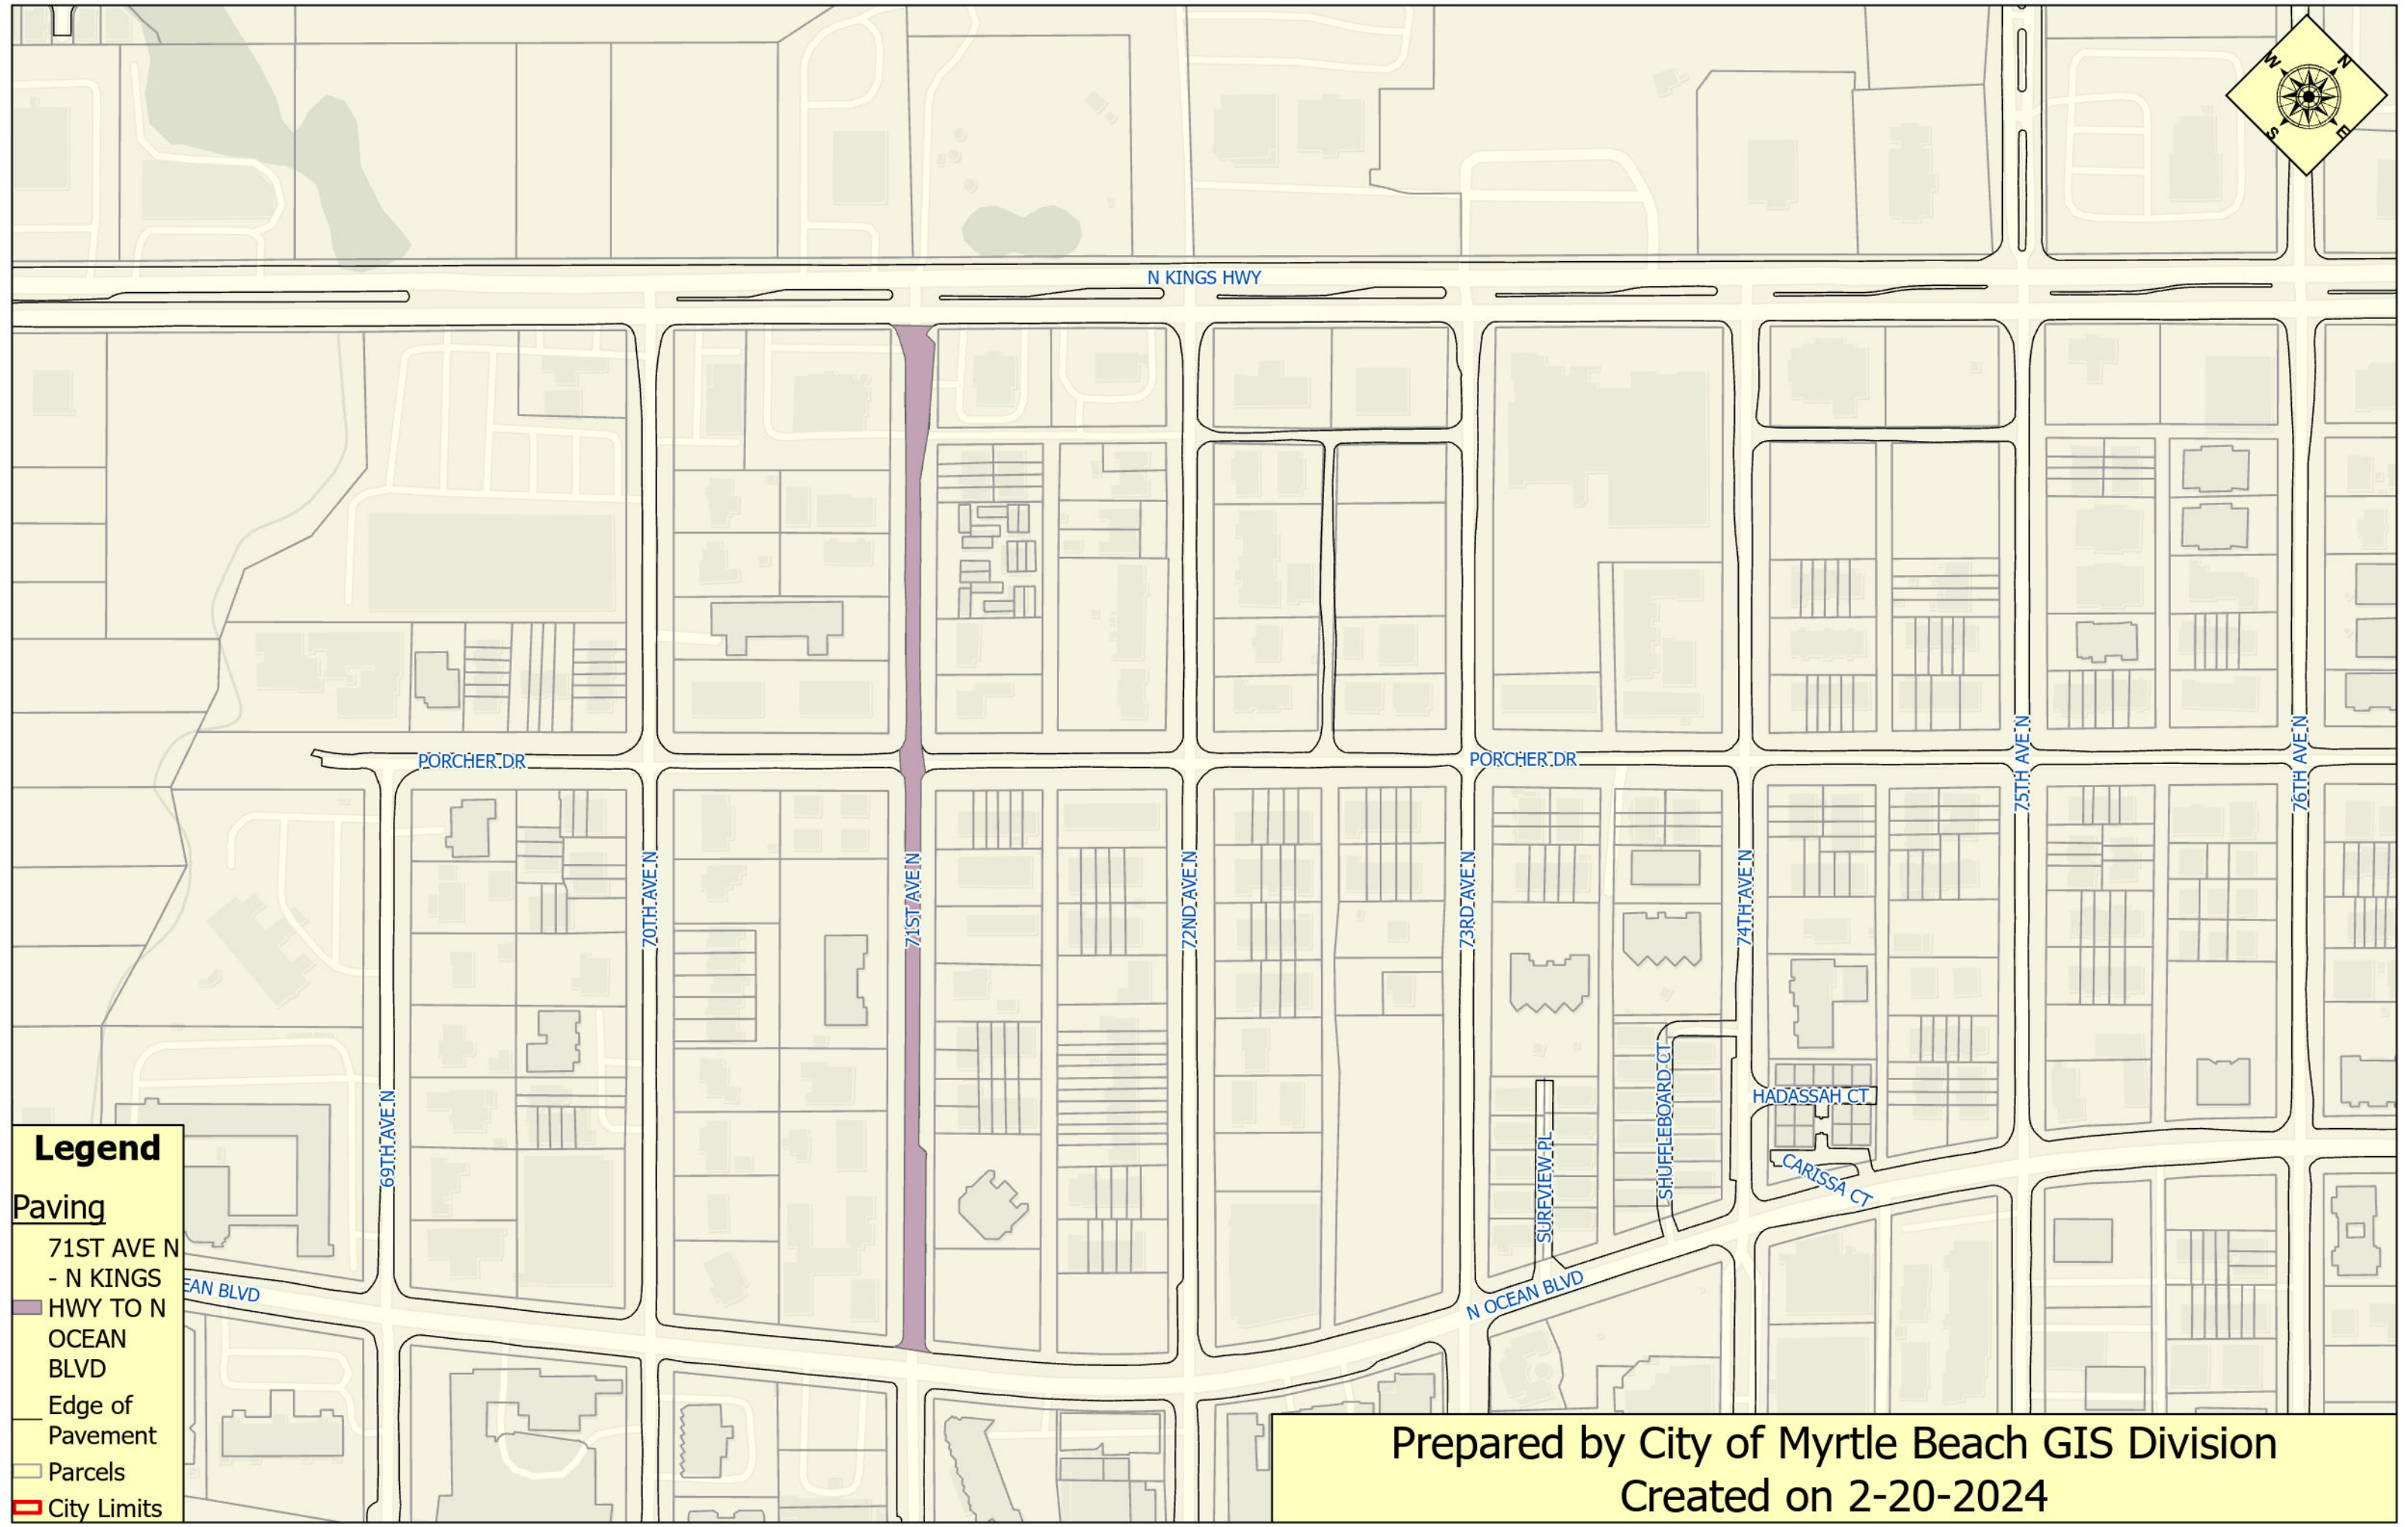 W
N
S
E
N KINGS HWY
PORCHER DR
PORCHER DR
75TH AVE N
76TH AVE N
70TH AVE N
71ST AVE N
72ND AVE N
73RD AVE N
74TH AVE N
69TH AVE N
SHUFFLEBOARD CT
HADASSAH CT
SURFVIEW PL
CARISSA CT
EAN BLVD
N OCEAN BLVD
Legend
Paving
71ST AVE N
- N KINGS
HWY TO N
OCEAN
BLVD
Edge of
Pavement
Parcels
City Limits
Prepared by City of Myrtle Beach GIS Division
Created on 2-20-2024